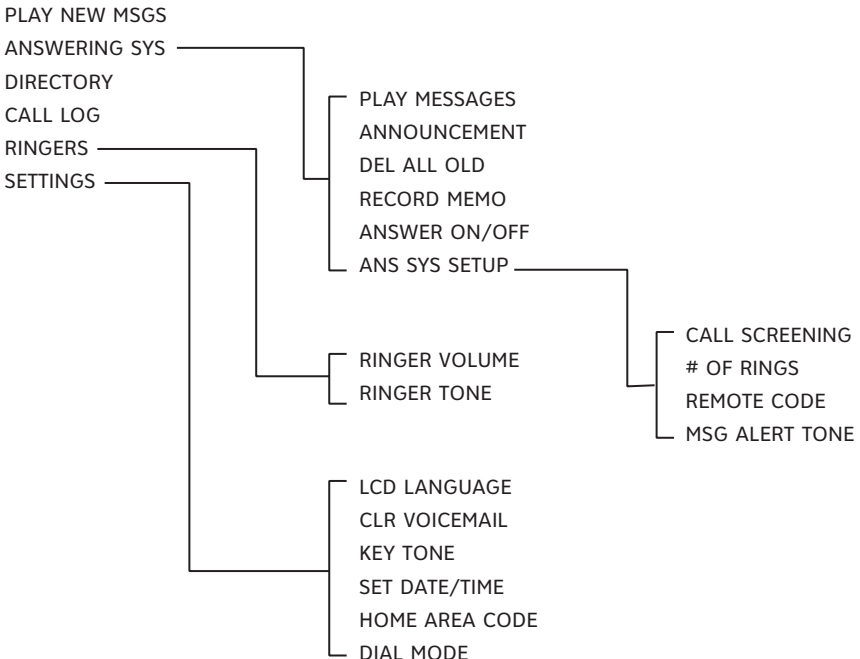 PLAY NEW MSGS
ANSWERING SYS
DIRECTORY
CALL LOG
RINGERS
SETTINGS
PLAY MESSAGES
ANNOUNCEMENT
DEL ALL OLD
RECORD MEMO
ANSWER ON/OFF
ANS SYS SETUP
CALL SCREENING
# OF RINGS
REMOTE CODE
MSG ALERT TONE
RINGER VOLUME
RINGER TONE
LCD LANGUAGE
CLR VOICEMAIL
KEY TONE
SET DATE/TIME
HOME AREA CODE
DIAL MODE